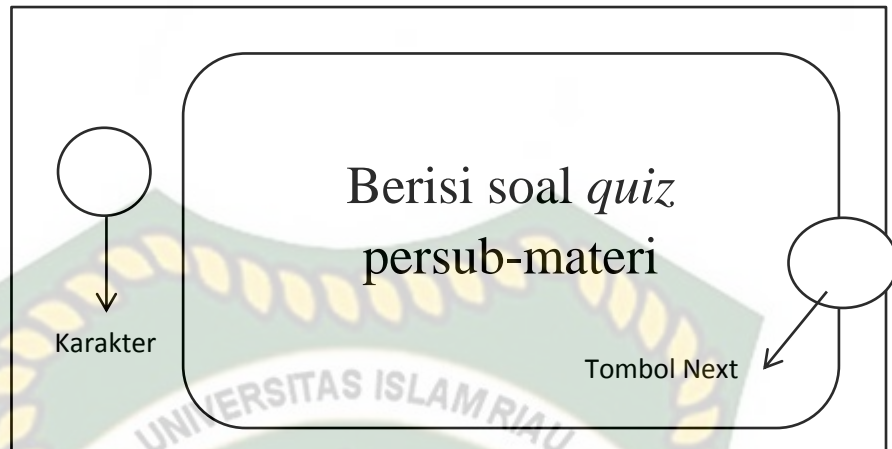 Berisi soal quiz
persub-materi
Karakter
Tombol Next
UNIVERSITAS ISLAM RIAU